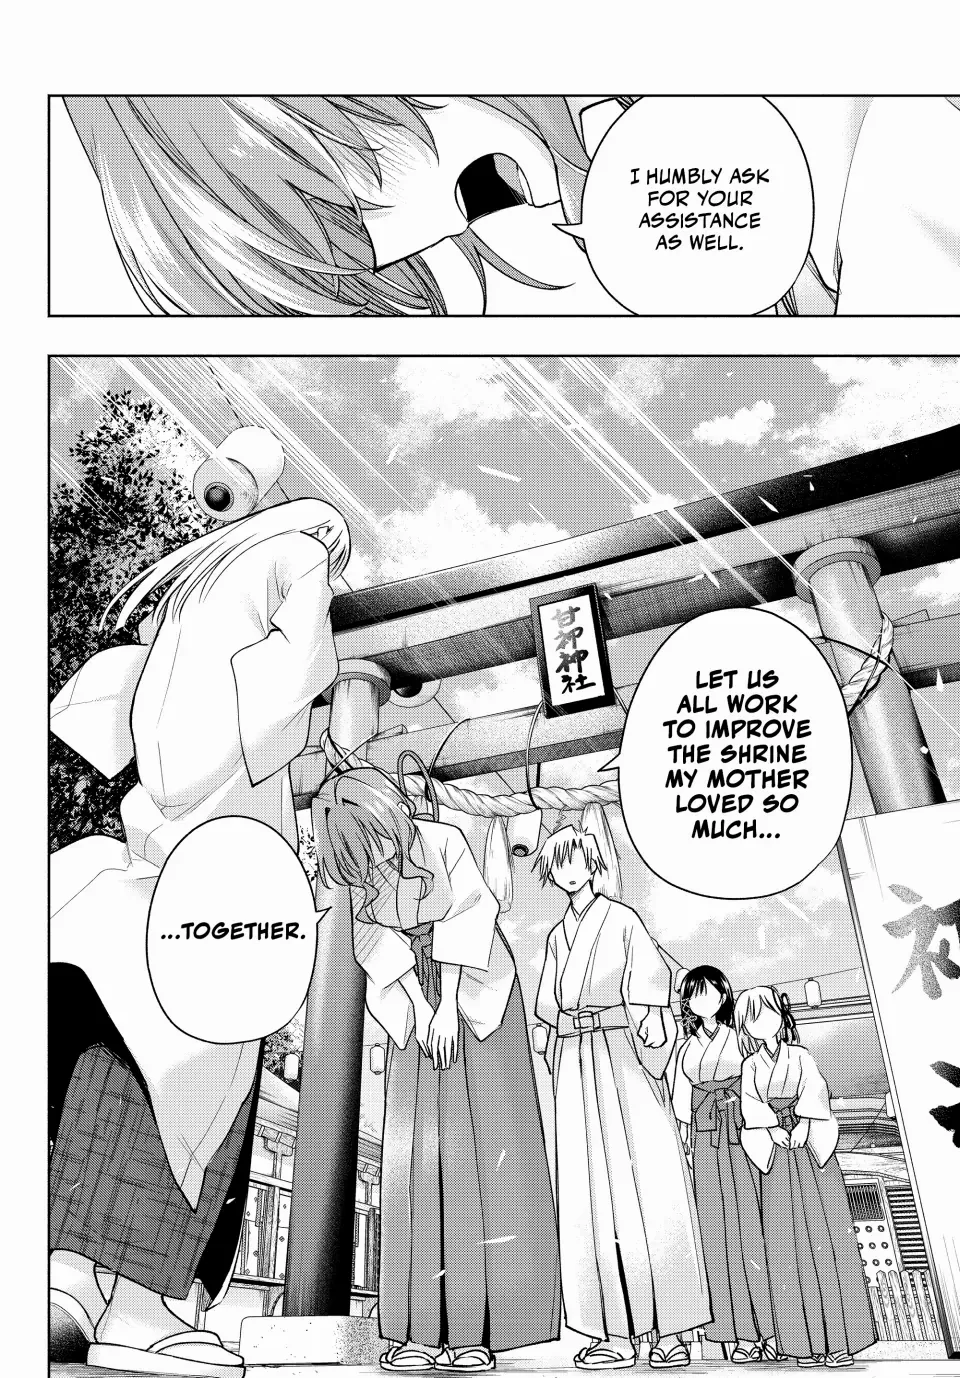 I HUMBLY ASK
FOR YOUR
ASSISTANCE
AS WELL.
甘神神社
LET US
ALL WORK
TO IMPROVE
THE SHRINE
MY MOTHER
LOVED SO
MUCH...
...TOGETHER.
初